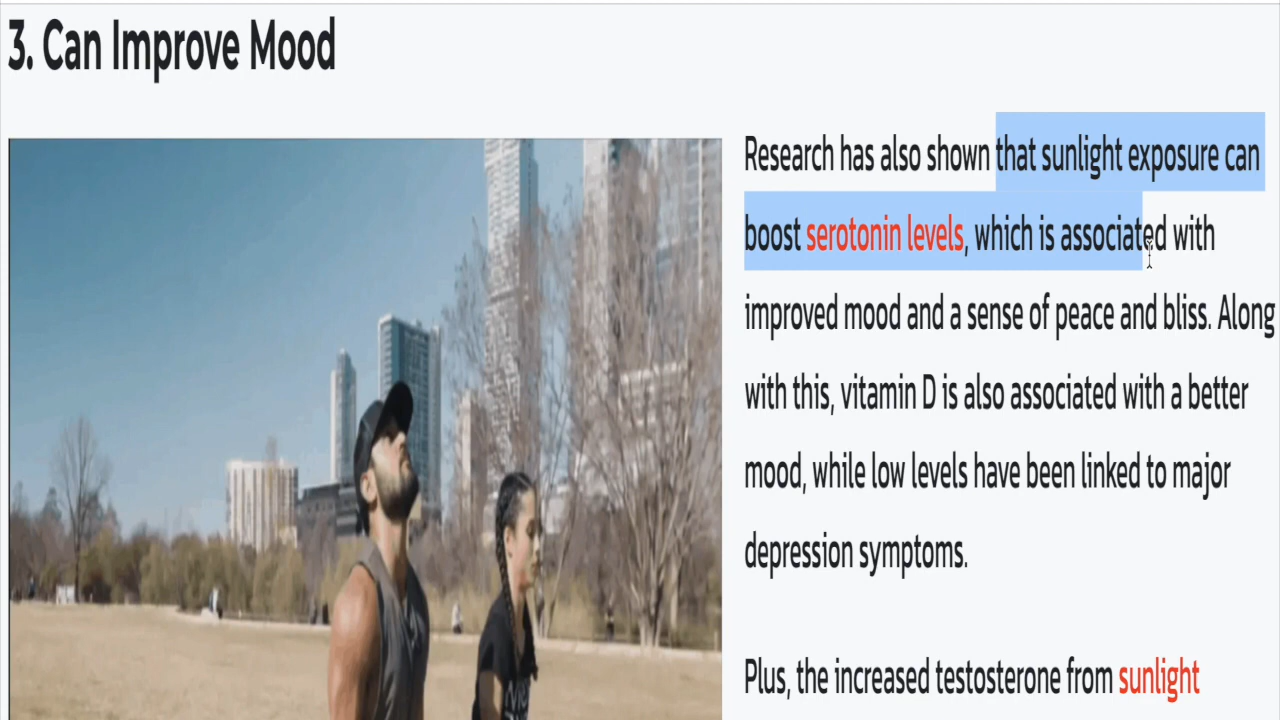 3. Can Improve Mood
Research has also shown that sunlight exposure can
boost serotonin levels, which is associated with
improved mood and a sense of peace and bliss. Along
with this, vitamin D is also associated with a better
mood, while low levels have been linked to major
depression symptoms.
Plus, the increased testosterone from sunlight